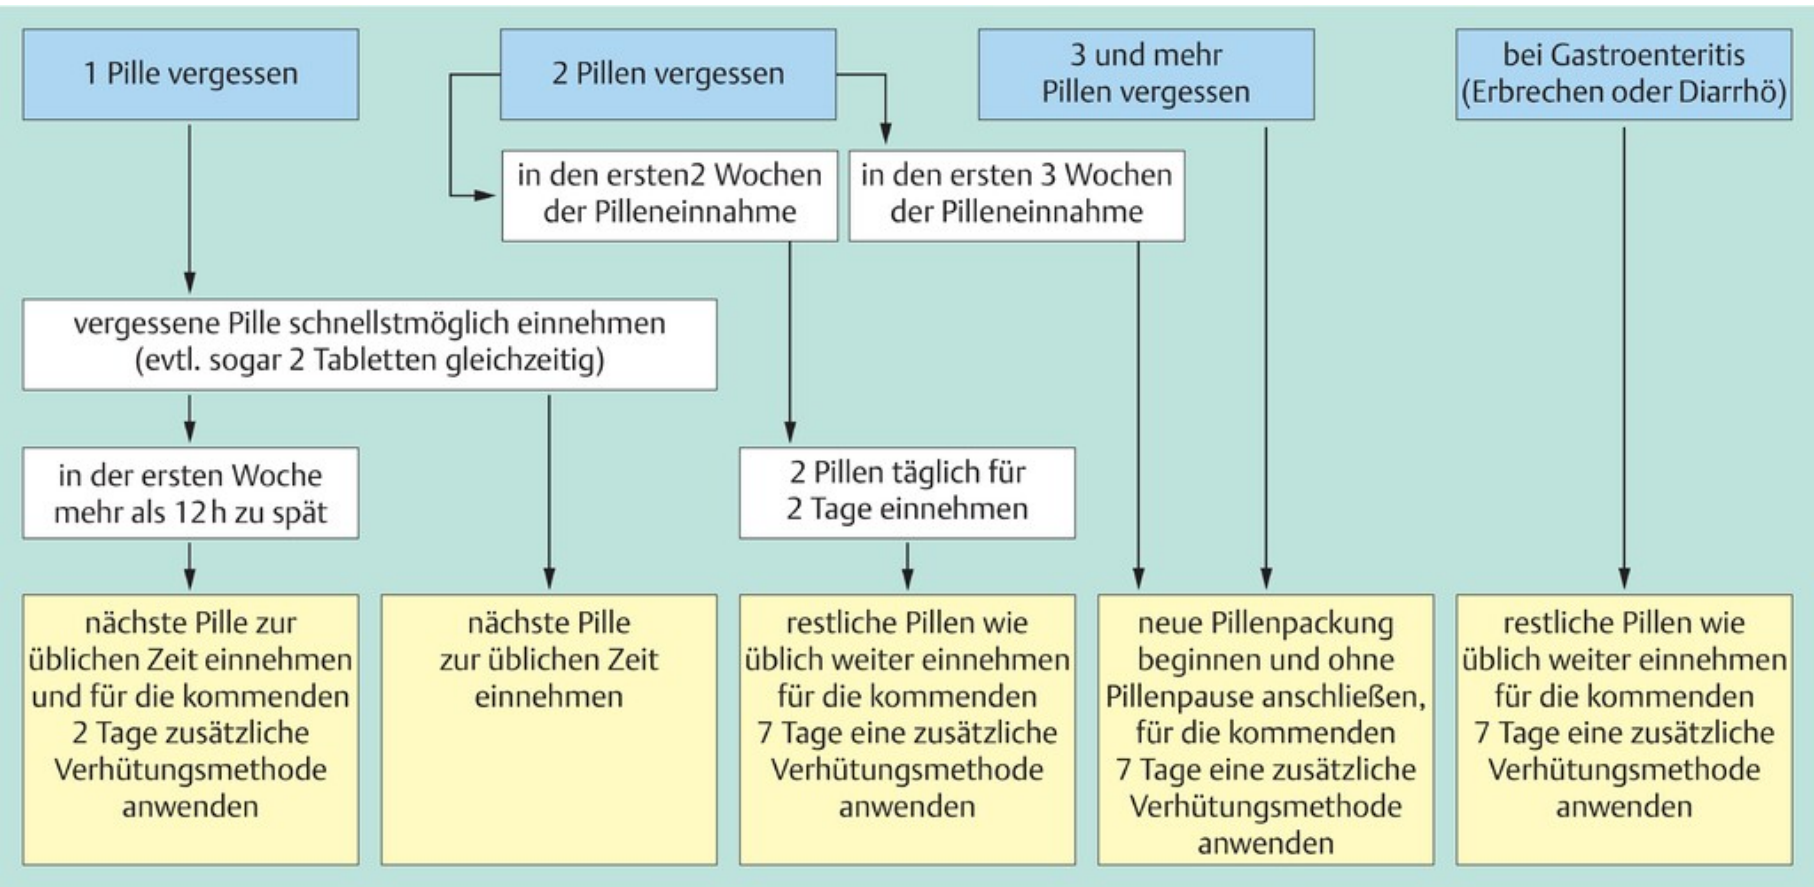 1 Pille vergessen
2 Pillen vergessen
3 und mehr
Pillen vergessen
bei Gastroenteritis
(Erbrechen oder Diarrhö)
in den ersten2 Wochen
der Pilleneinnahme
in den ersten 3 Wochen
der Pilleneinnahme
vergessene Pille schnellstmöglich einnehmen
(evtl. sogar 2 Tabletten gleichzeitig)
in der ersten Woche
mehr als 12 h zu spät
2 Pillen täglich für
2 Tage einnehmen
nächste Pille zur
üblichen Zeit einnehmen
und für die kommenden
2 Tage zusätzliche
Verhütungsmethode
anwenden
nächste Pille
zur üblichen Zeit
einnehmen
restliche Pillen wie
üblich weiter einnehmen
für die kommenden
7 Tage eine zusätzliche
Verhütungsmethode
anwenden
neue Pillenpackung
beginnen und ohne
Pillenpause anschließen,
für die kommenden
7 Tage eine zusätzliche
Verhütungsmethode
anwenden
restliche Pillen wie
üblich weiter einnehmen
für die kommenden
7 Tage eine zusätzliche
Verhütungsmethode
anwenden